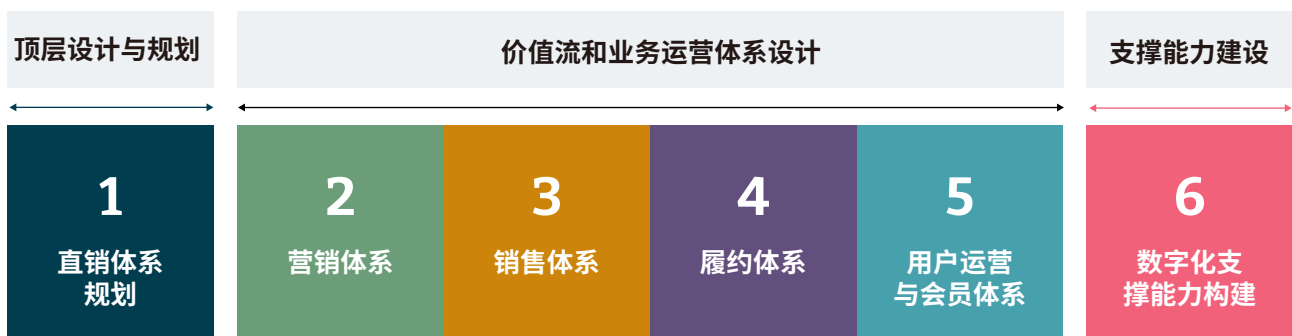 顶层设计与规划
价值流和业务运营体系设计
支撑能力建设
1
直销体系
规划
2
营销体系
3
销售体系
4
履约体系
5
用户运营
与会员体系
6
数字化支
撑能力构建